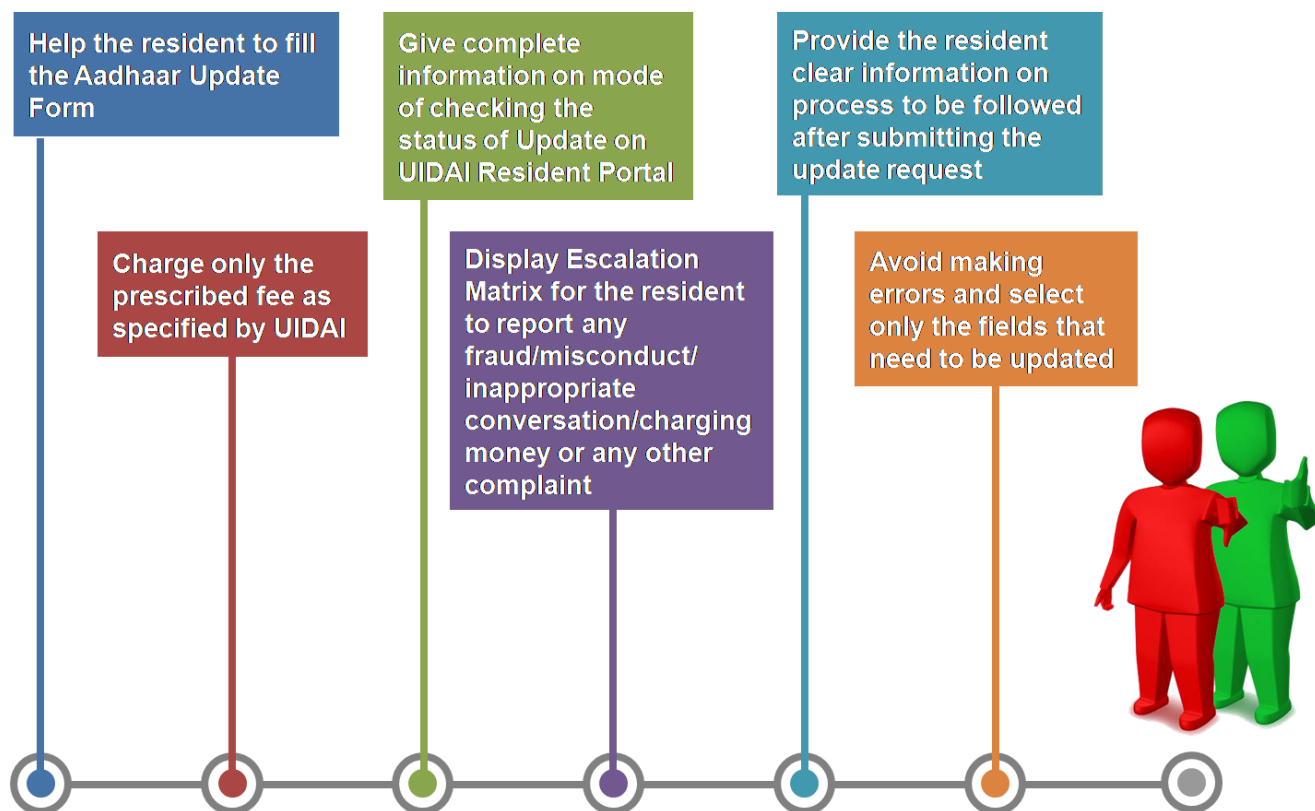 Help the resident to fill
the Aadhaar Update
Form
Charge only the
prescribed fee as
specified by UIDAI
Give complete
information on mode
of checking the
status of Update on
UIDAI Resident Portal
Display Escalation
Matrix for the resident
to report any
fraud/misconduct/
inappropriate
conversation/charging
money or any other
complaint
Provide the resident
clear information on
process to be followed
after submitting the
update request
Avoid making
errors and select
only the fields that
need to be updated